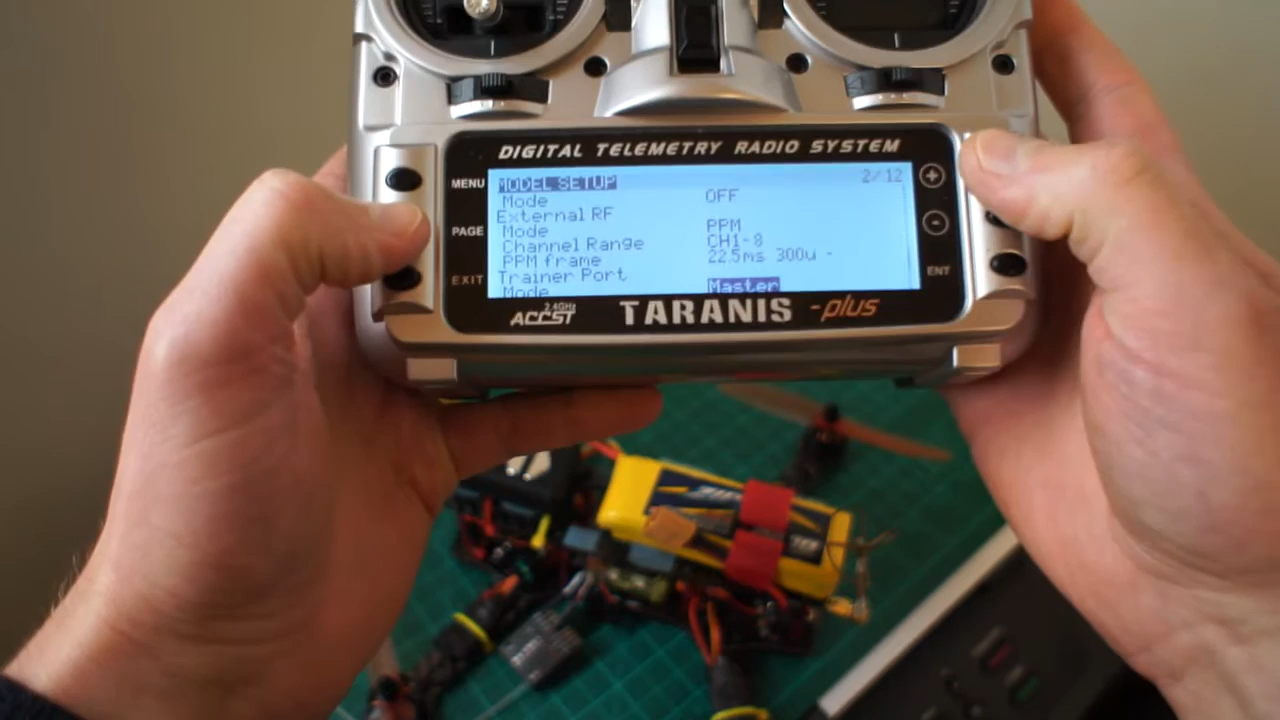 DIGITAL TELEMETRY RADIO SYSTEM
MENU
PAGE
EXIT
MODEL SETUP 2/12
Mode OFF
External RF
Mode PPM
Channel Range CH1-8
PPM frame 22.5ms 300u -
Trainer Port
Mode Master
+
-
ENT
2.4GHz
ACCST TARANIS -plus